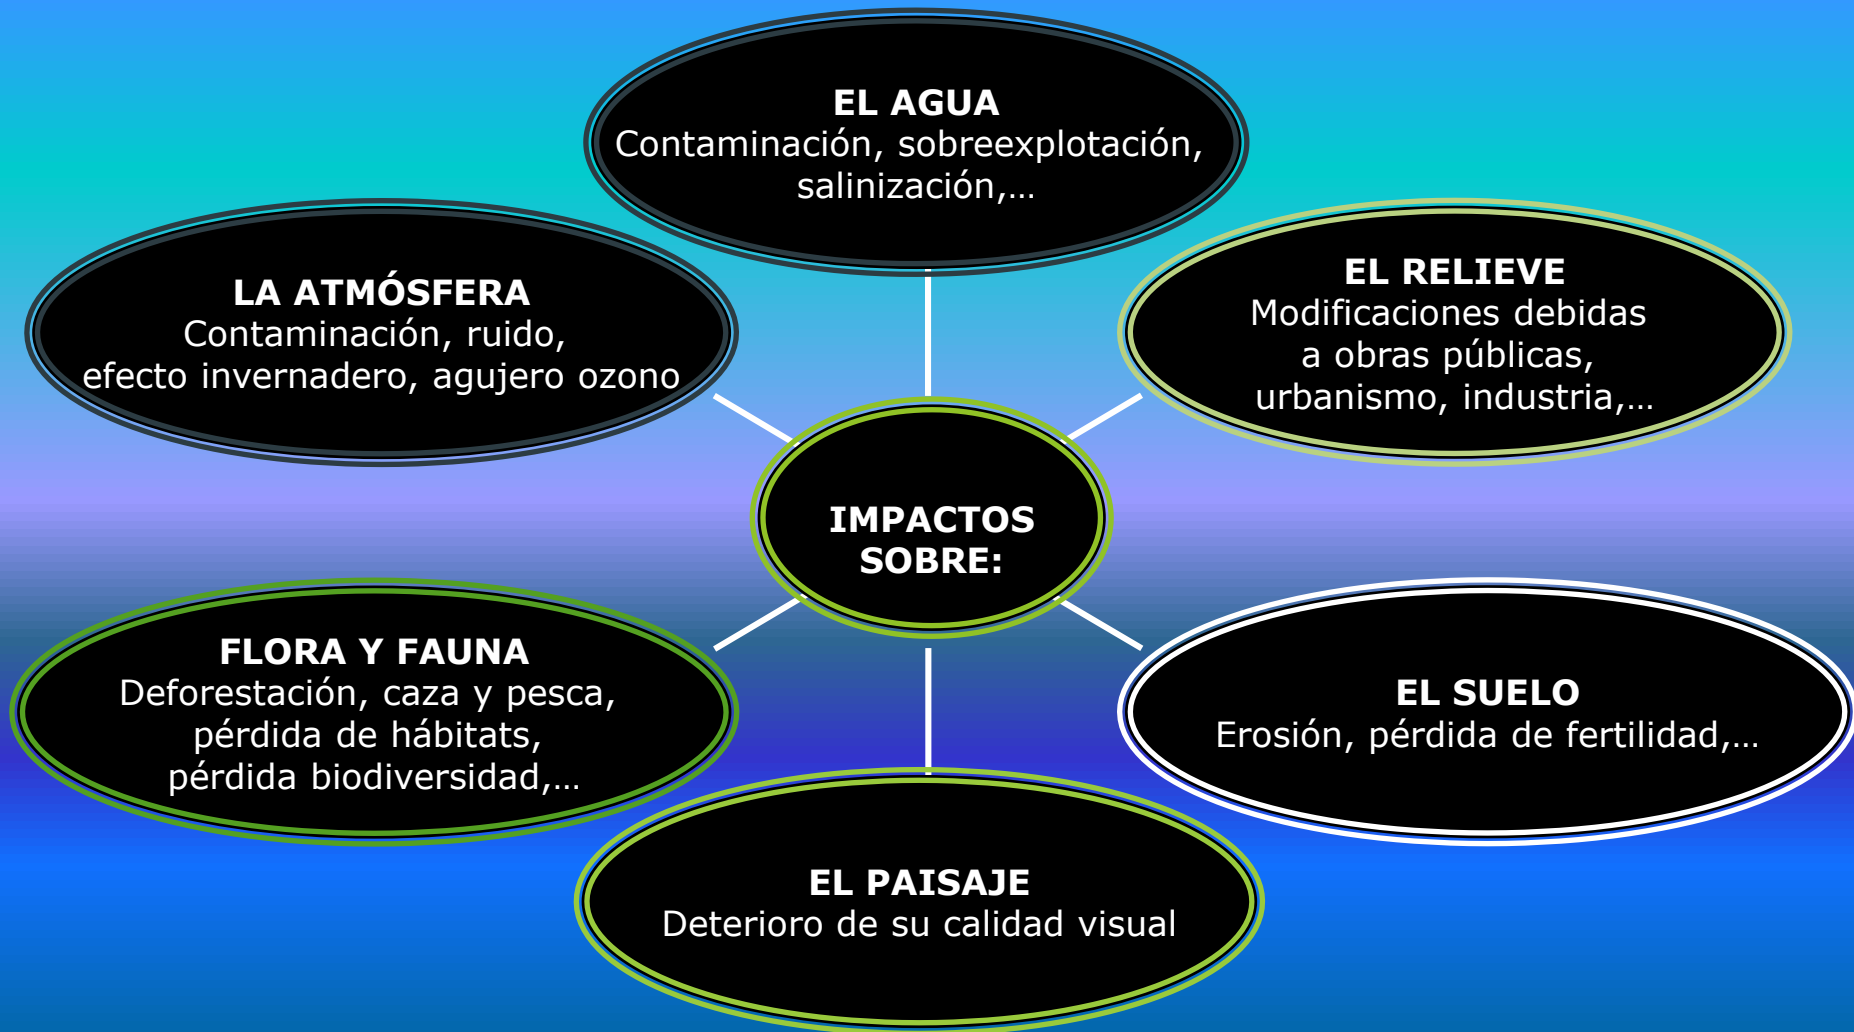 EL AGUA
Contaminación, sobreexplotación,
salinización,...
LA ATMÓSFERA
Contaminación, ruido,
efecto invernadero, agujero ozono
EL RELIEVE
Modificaciones debidas
a obras públicas,
urbanismo, industria,...
IMPACTOS
SOBRE:
FLORA Y FAUNA
Deforestación, caza y pesca,
pérdida de hábitats,
pérdida biodiversidad,...
EL SUELO
Erosión, pérdida de fertilidad,...
EL PAISAJE
Deterioro de su calidad visual